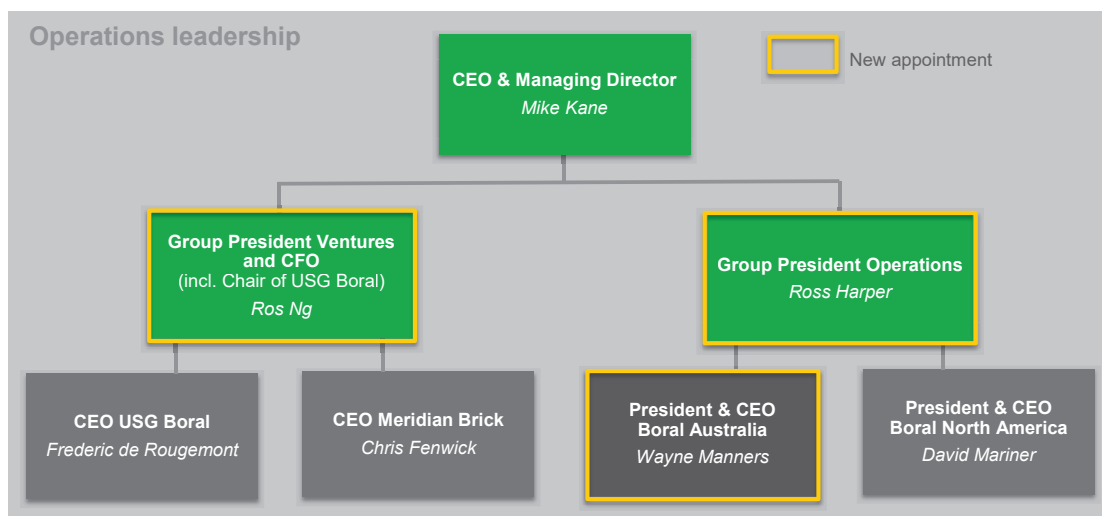 Operations leadership
New appointment
CEO & Managing Director
Mike Kane
Group President Ventures
and CFO
(incl. Chair of USG Boral)
Ros Ng
Group President Operations
Ross Harper
CEO USG Boral
Frederic de Rougemont
CEO Meridian Brick
Chris Fenwick
President & CEO
Boral Australia
Wayne Manners
President & CEO
Boral North America
David Mariner